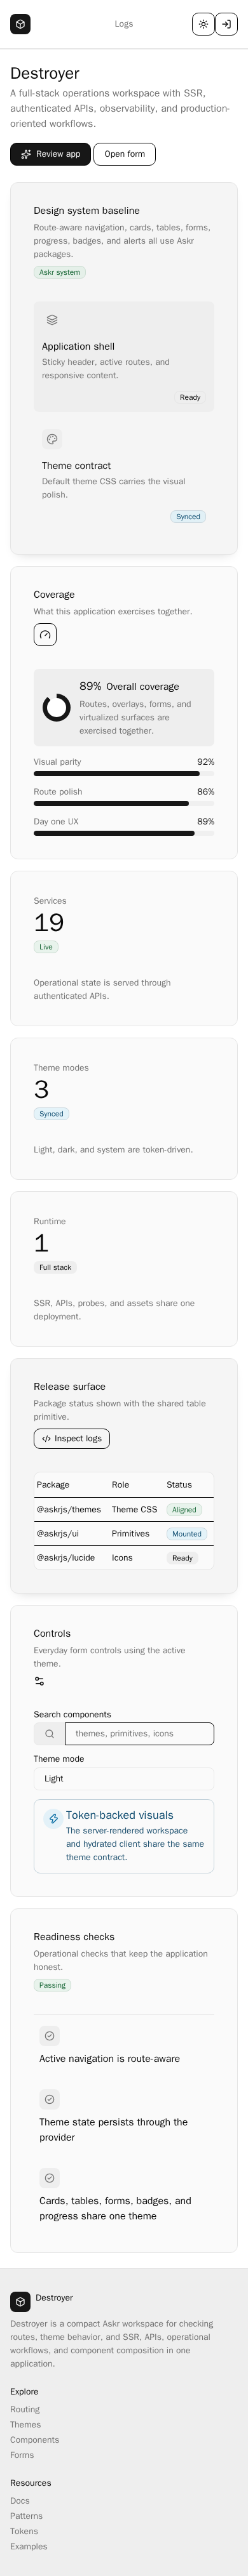 Logs
Destroyer
A full-stack operations workspace with SSR,
authenticated APIs, observability, and production-
oriented workflows.
Review app
Open form
Design system baseline
Route-aware navigation, cards, tables, forms,
progress, badges, and alerts all use Askr
packages.
Askr system
Application shell
Sticky header, active routes, and
responsive content.
Ready
Theme contract
Default theme CSS carries the visual
polish.
Synced
Coverage
What this application exercises together.
89% Overall coverage
Routes, overlays, forms, and
virtualized surfaces are
exercised together.
Visual parity 92%
Route polish 86%
Day one UX 89%
Services
19
Live
Operational state is served through
authenticated APIs.
Theme modes
3
Synced
Light, dark, and system are token-driven.
Runtime
1
Full stack
SSR, APIs, probes, and assets share one
deployment.
Release surface
Package status shown with the shared table
primitive.
Inspect logs
Package Role Status
@askrjs/themes Theme CSS Aligned
@askrjs/ui Primitives Mounted
@askrjs/lucide Icons Ready
Controls
Everyday form controls using the active
theme.
Search components
themes, primitives, icons
Theme mode
Light
Token-backed visuals
The server-rendered workspace
and hydrated client share the same
theme contract.
Readiness checks
Operational checks that keep the application
honest.
Passing
Active navigation is route-aware
Theme state persists through the
provider
Cards, tables, forms, badges, and
progress share one theme
Destroyer
Destroyer is a compact Askr workspace for checking
routes, theme behavior, and SSR, APIs, operational
workflows, and component composition in one
application.
Explore
Routing
Themes
Components
Forms
Resources
Docs
Patterns
Tokens
Examples